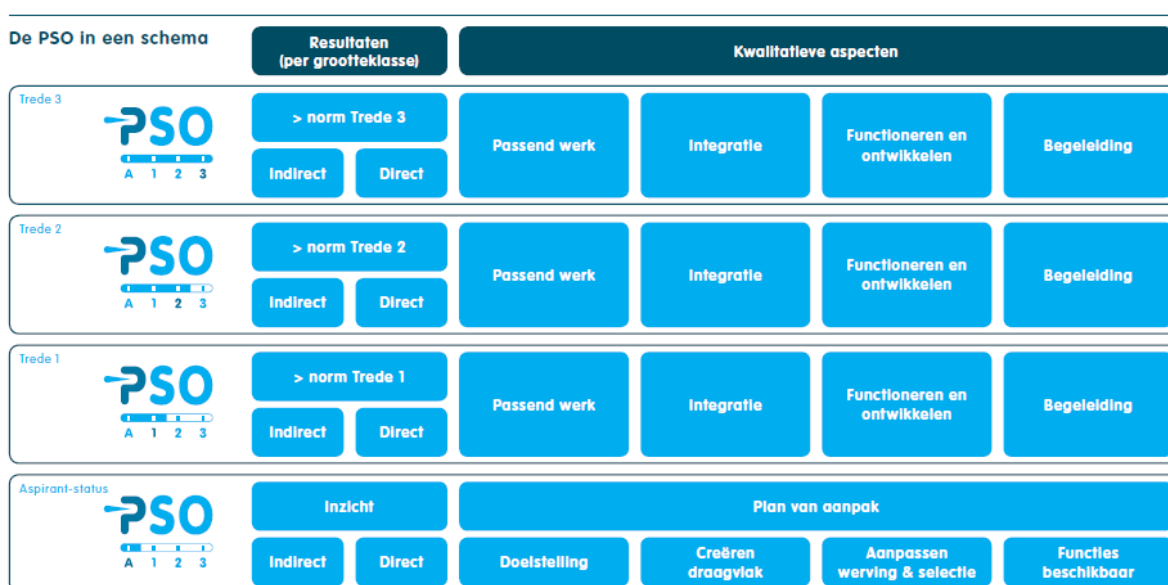 De PSO in een schema
Resultaten
(per grootteklasse)
Kwalitatieve aspecten
Trede 3
PSO
A 1 2 3
> norm Trede 3
Indirect
Direct
Passend werk
Integratie
Functioneren en
ontwikkelen
Begeleiding
Trede 2
PSO
A 1 2 3
> norm Trede 2
Indirect
Direct
Passend werk
Integratie
Functioneren en
ontwikkelen
Begeleiding
Trede 1
PSO
A 1 2 3
> norm Trede 1
Indirect
Direct
Passend werk
Integratie
Functioneren en
ontwikkelen
Begeleiding
Aspirant-status
PSO
A 1 2 3
Inzicht
Indirect
Direct
Plan van aanpak
Doelstelling
Creëren
draagvlak
Aanpassen
werving & selectie
Functies
beschikbaar